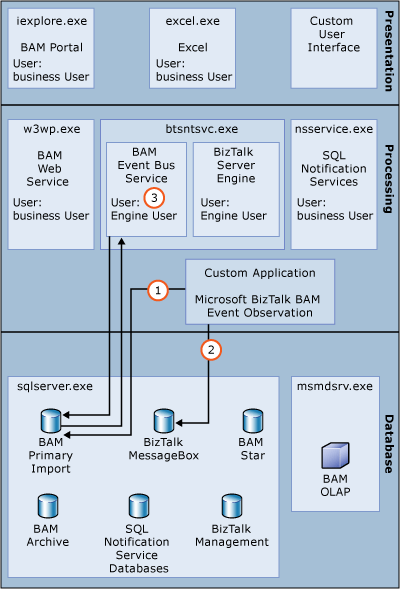 iexplore.exe
BAM Portal
User:
business User
excel.exe
Excel
User:
business User
Custom
User
Interface
Presentation
w3wp.exe
BAM
Web
Service
User:
business User
btsntsvc.exe
BAM
Event Bus
Service
3
User:
Engine User
BizTalk
Server
Engine
User:
Engine User
nsservice.exe
SQL
Notification
Services
User:
business User
Processing
Custom Application
Microsoft BizTalk BAM
Event Observation
1
2
sqlserver.exe
BAM
Primary
Import
BizTalk
MessageBox
BAM
Star
BAM
Archive
SQL
Notification
Service
Databases
BizTalk
Management
msmdsrv.exe
BAM
OLAP
Database